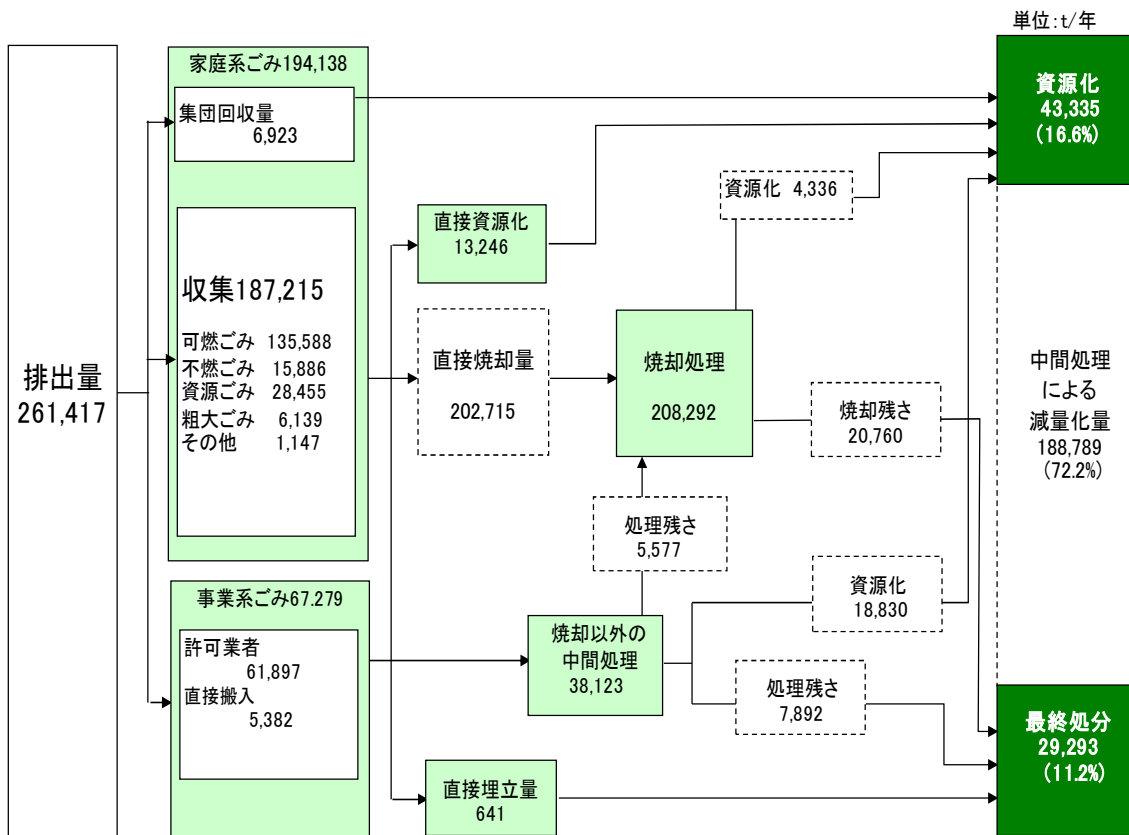 単位:t/年
排出量
261,417
家庭系ごみ194,138
集団回収量
6,923
収集187,215
可燃ごみ 135,588
不燃ごみ 15,886
資源ごみ 28,455
粗大ごみ 6,139
その他 1,147
事業系ごみ67.279
許可業者
61,897
直接搬入
5,382
直接資源化
13,246
直接焼却量
202,715
焼却処理
208,292
資源化 4,336
焼却残さ
20,760
処理残さ
5,577
焼却以外の
中間処理
38,123
資源化
18,830
処理残さ
7,892
直接埋立量
641
資源化
43,335
(16.6%)
中間処理
による
減量化量
188,789
(72.2%)
最終処分
29,293
(11.2%)